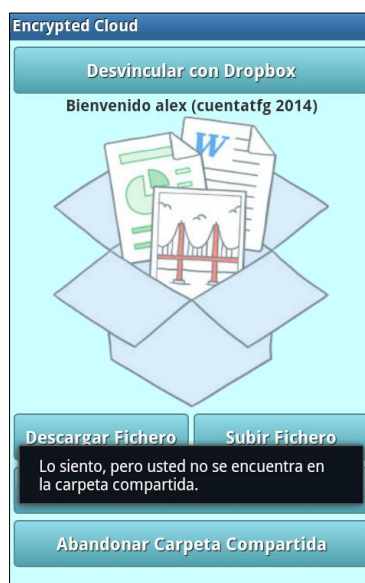 Encrypted Cloud
Desvincular con Dropbox
Bienvenido alex (cuentatfg 2014)
W
Descargar Fichero
Subir Fichero
Lo siento, pero usted no se encuentra en
la carpeta compartida.
Abandonar Carpeta Compartida